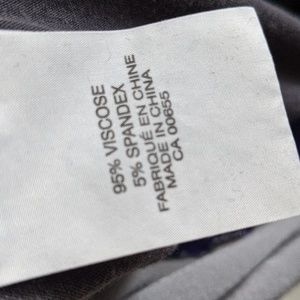 95% VISCOSE
5% SPANDEX
FABRIQUÉ EN CHINE
MADE IN CHINA
CA 00655